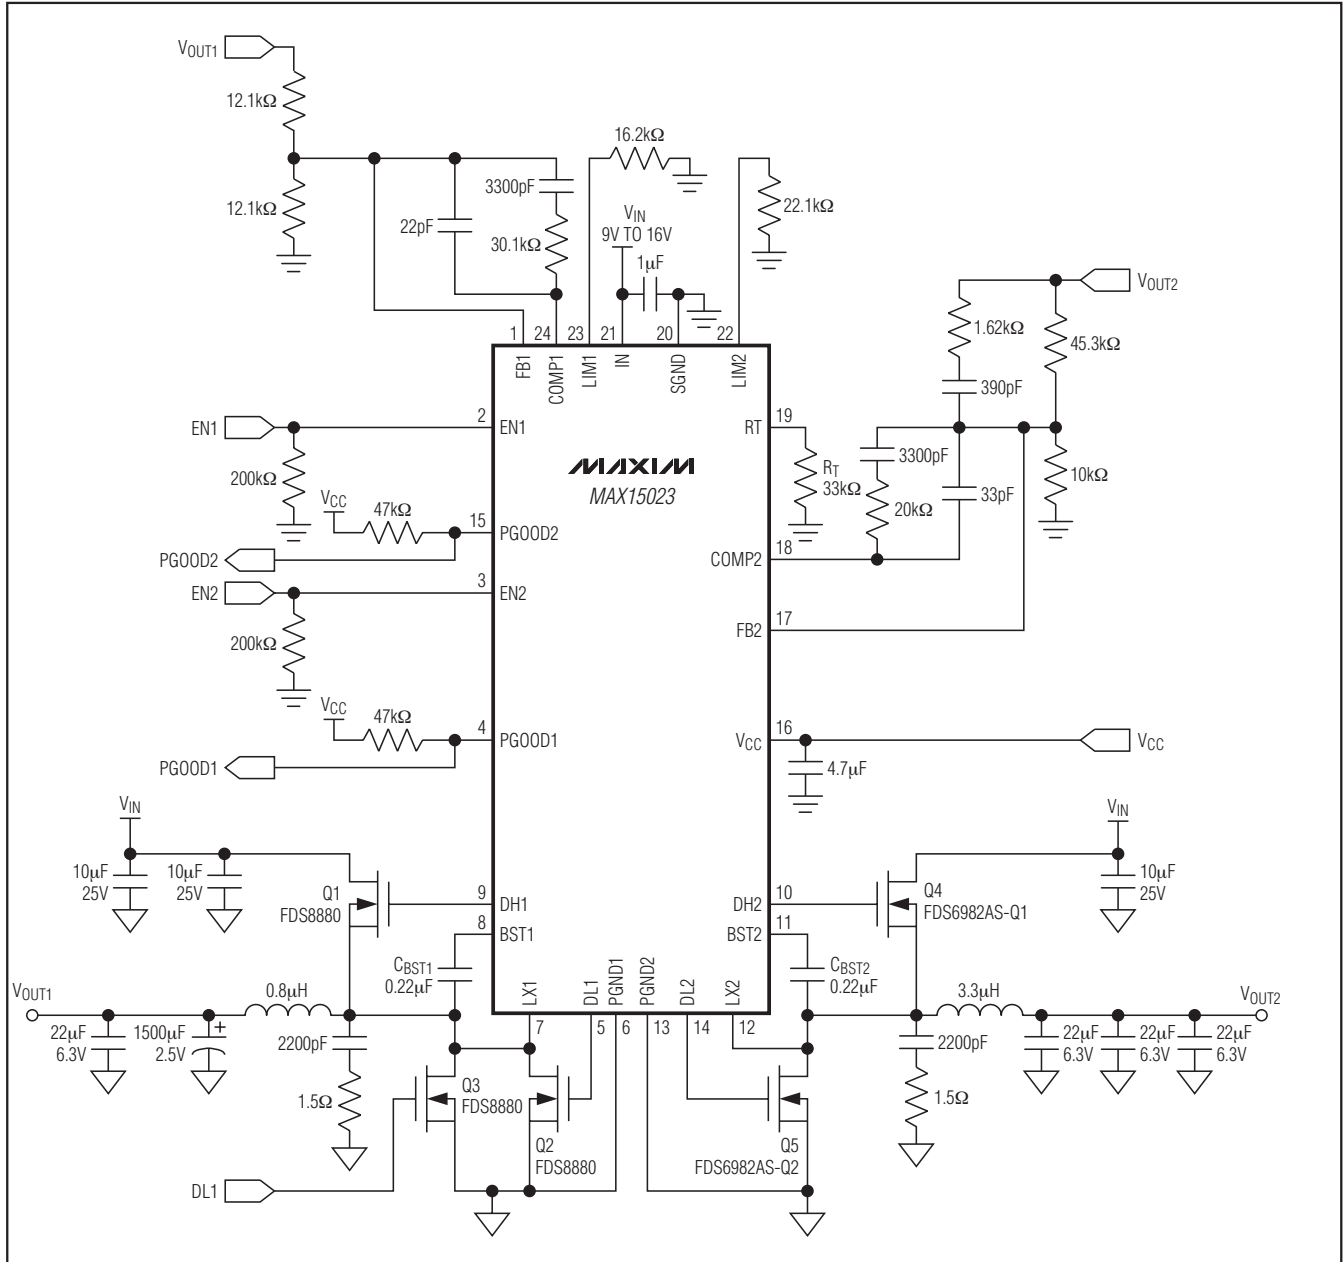 VOUT1
12.1kΩ
12.1kΩ
22pF
3300pF
30.1kΩ
16.2kΩ
VIN
9V TO 16V
1µF
22.1kΩ
VOUT2
1.62kΩ
45.3kΩ
390pF
1 24 23 21 20 22
FB1 COMP1 LIM1 IN SGND LIM2
EN1
2
EN1
200kΩ
RT
19
RT
33kΩ
3300pF
33pF
10kΩ
20kΩ
MAXIM
MAX15023
VCC
47kΩ
15
PGOOD2
PGOOD2
COMP2
18
EN2
3
EN2
200kΩ
FB2
17
VCC
47kΩ
4
PGOOD1
PGOOD1
VCC
16
VCC
4.7µF
VIN
10µF
25V
10µF
25V
Q1
FDS8880
9
DH1
8
BST1
CBST1
0.22µF
DH2
10
BST2
11
CBST2
0.22µF
Q4
FDS6982AS-Q1
VIN
10µF
25V
LX1 DL1 PGND1 PGND2 DL2 LX2
7 5 6 13 14 12
VOUT1
0.8µH
22µF
6.3V
1500µF
2.5V
+
2200pF
1.5Ω
Q3
FDS8880
Q2
FDS8880
DL1
3.3µH
VOUT2
2200pF
1.5Ω
22µF
6.3V
22µF
6.3V
22µF
6.3V
Q5
FDS6982AS-Q2